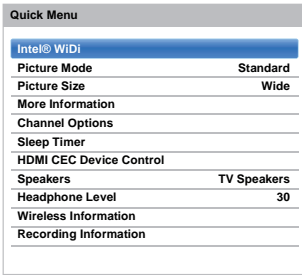 Quick Menu
Intel® WiDi
Picture Mode Standard
Picture Size Wide
More Information
Channel Options
Sleep Timer
HDMI CEC Device Control
Speakers TV Speakers
Headphone Level 30
Wireless Information
Recording Information